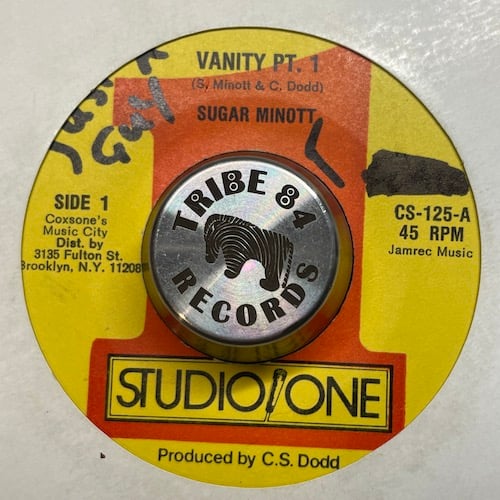 VANITY PT. 1
(S. Minott & C. Dodd)
SUGAR MINOTT
SIDE 1
Coxsone's
Music City
Dist. by
3135 Fulton St.
Brooklyn, N.Y. 11208
CS-125-A
45 RPM
Jamrec Music
TRIBE 84
RECORDS
STUDIO ONE
Produced by C.S. Dodd